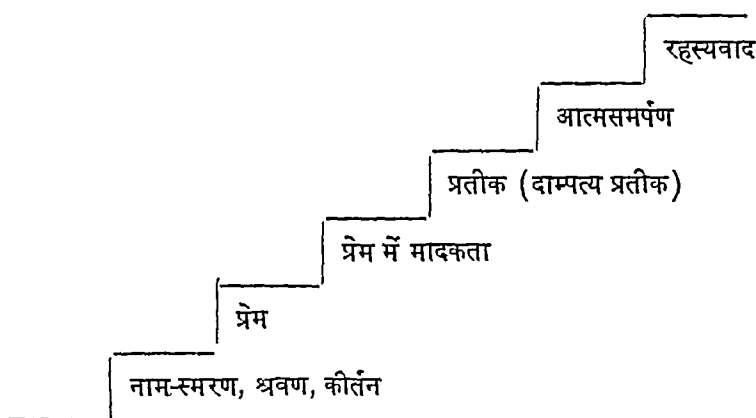 रहस्यवाद
आत्मसमर्पण
प्रतीक (दाम्पत्य प्रतीक)
प्रेम में मादकता
प्रेम
नाम-स्मरण, श्रवण, कीर्तन